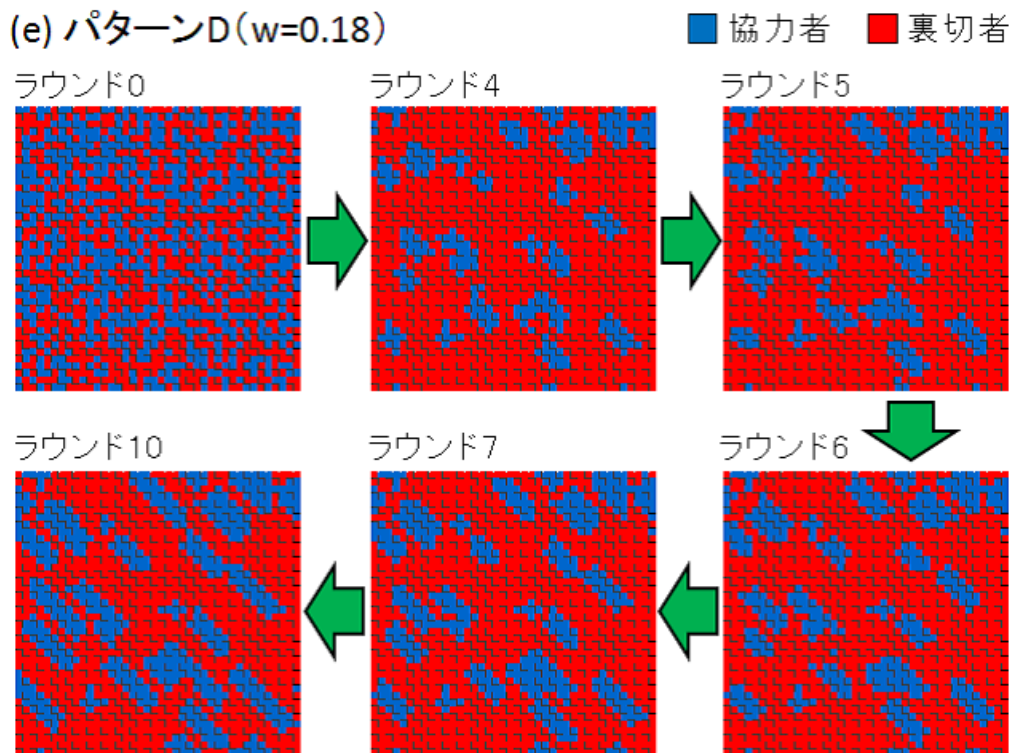 (e) パターンD(w=0.18)
協力者 裏切者
ラウンド0 ラウンド4 ラウンド5
ラウンド10 ラウンド7 ラウンド6